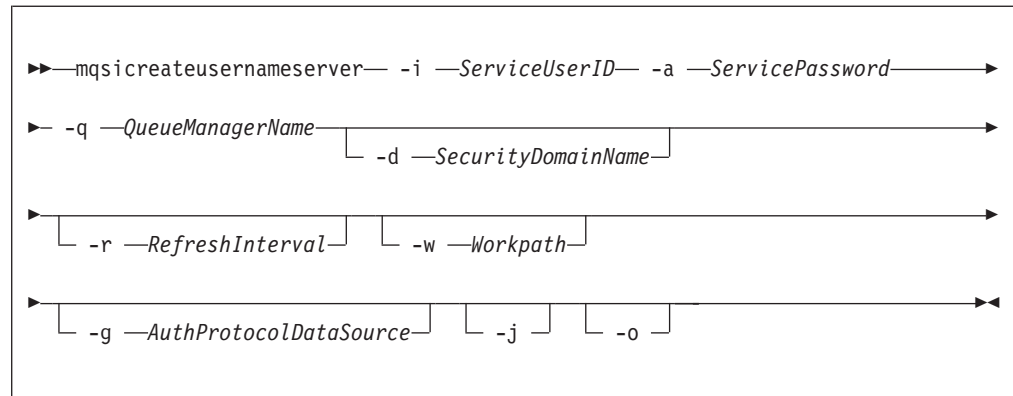 mqsicreateusernameserver -i ServiceUserID -a ServicePassword
-q QueueManagerName
-d SecurityDomainName
-r RefreshInterval -w Workpath
-g AuthProtocolDataSource -j -o